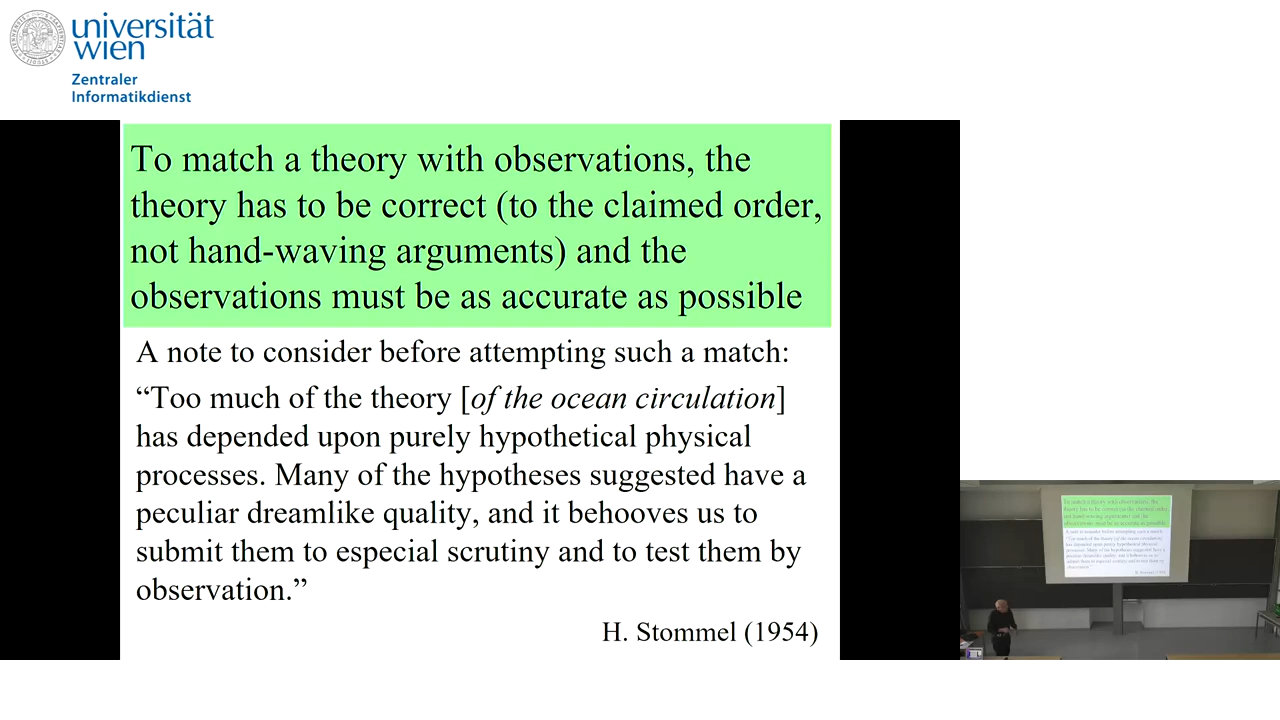 universität
wien
Zentraler
Informatikdienst
To match a theory with observations, the
theory has to be correct (to the claimed order,
not hand-waving arguments) and the
observations must be as accurate as possible
A note to consider before attempting such a match:
“Too much of the theory [of the ocean circulation]
has depended upon purely hypothetical physical
processes. Many of the hypotheses suggested have a
peculiar dreamlike quality, and it behooves us to
submit them to especial scrutiny and to test them by
observation.”
H. Stommel (1954)